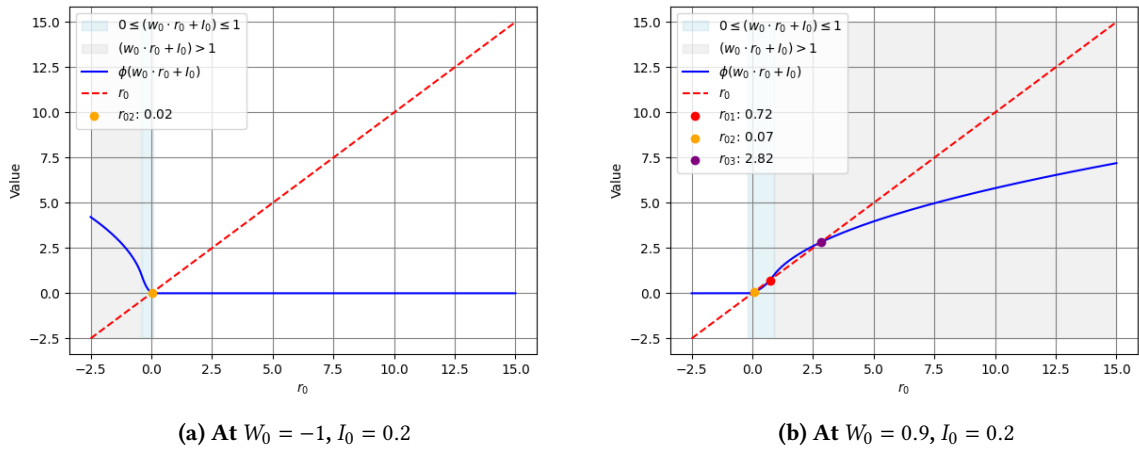 0 ≤ (w₀ · r₀ + I₀) ≤ 1
(w₀ · r₀ + I₀) > 1
ϕ(w₀ · r₀ + I₀)
r₀
r₀₂: 0.02
15.0
12.5
10.0
7.5
5.0
2.5
0.0
−2.5
Value
−2.5 0.0 2.5 5.0 7.5 10.0 12.5 15.0
r₀
(a) At W₀ = −1, I₀ = 0.2
0 ≤ (w₀ · r₀ + I₀) ≤ 1
(w₀ · r₀ + I₀) > 1
ϕ(w₀ · r₀ + I₀)
r₀
r₀₁: 0.72
r₀₂: 0.07
r₀₃: 2.82
15.0
12.5
10.0
7.5
5.0
2.5
0.0
−2.5
Value
−2.5 0.0 2.5 5.0 7.5 10.0 12.5 15.0
r₀
(b) At W₀ = 0.9, I₀ = 0.2